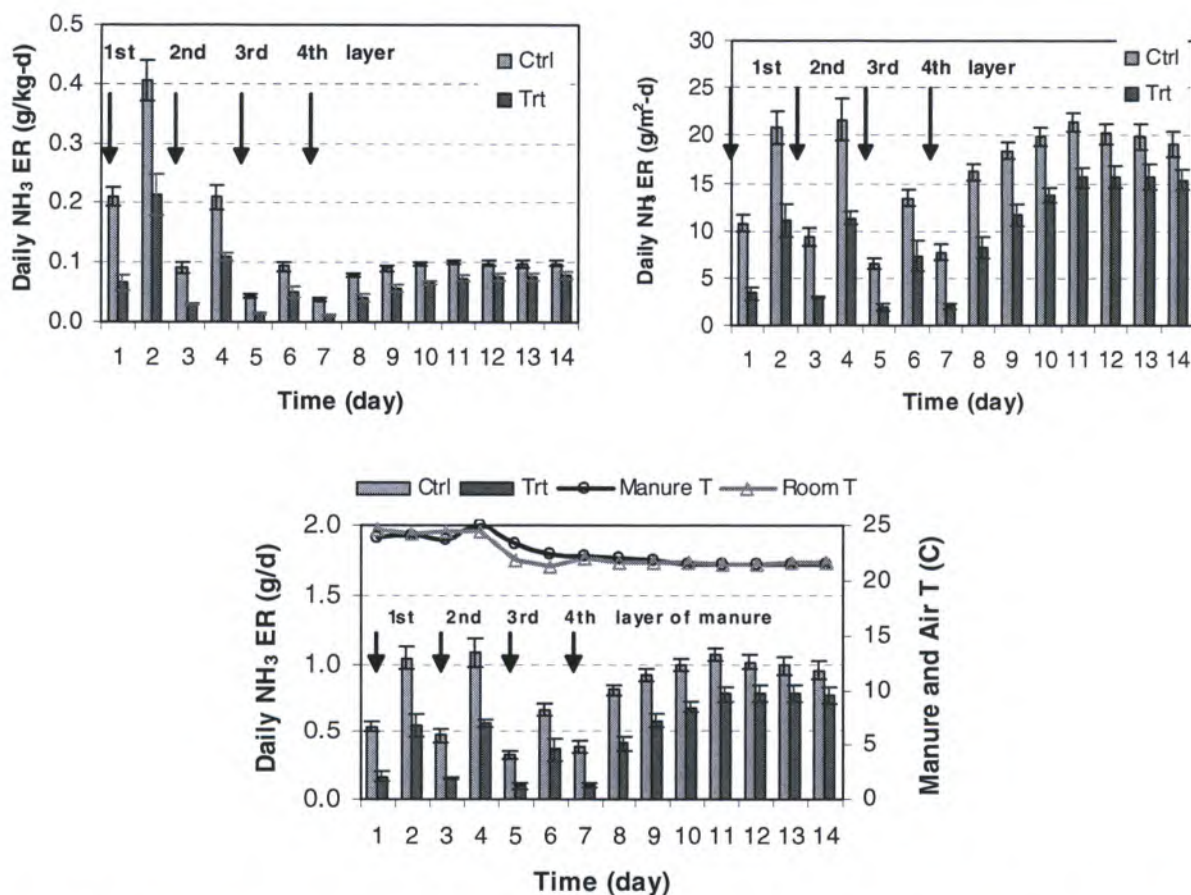 Daily NH₃ ER (g/kg-d)
0.5
0.4
0.3
0.2
0.1
0.0
1st 2nd 3rd 4th layer
Ctrl
Trt
1 2 3 4 5 6 7 8 9 10 11 12 13 14
Time (day)
Daily NH₃ ER (g/m²-d)
30
25
20
15
10
5
0
1st 2nd 3rd 4th layer
Ctrl
Trt
1 2 3 4 5 6 7 8 9 10 11 12 13 14
Time (day)
Ctrl Trt Manure T Room T
Daily NH₃ ER (g/d)
2.0
1.5
1.0
0.5
0.0
1st 2nd 3rd 4th layer of manure
25
20
15
10
5
0
Manure and Air T (C)
1 2 3 4 5 6 7 8 9 10 11 12 13 14
Time (day)